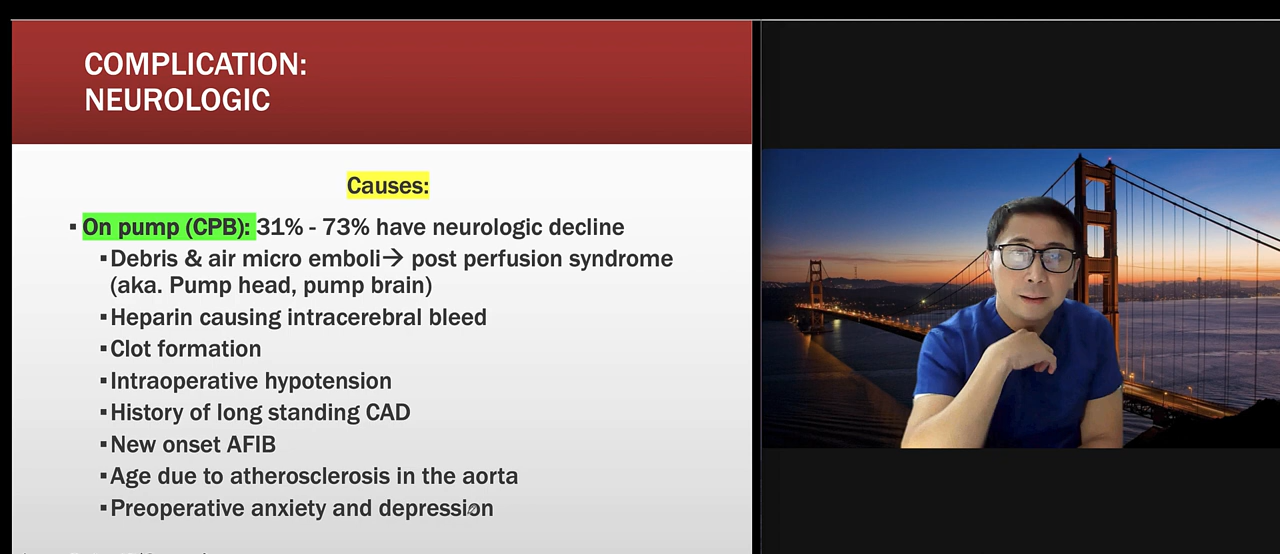 COMPLICATION:
NEUROLOGIC
Causes:
▪ On pump (CPB): 31% - 73% have neurologic decline
▪ Debris & air micro emboli→ post perfusion syndrome
(aka. Pump head, pump brain)
▪ Heparin causing intracerebral bleed
▪ Clot formation
▪ Intraoperative hypotension
▪ History of long standing CAD
▪ New onset AFIB
▪ Age due to atherosclerosis in the aorta
▪ Preoperative anxiety and depression